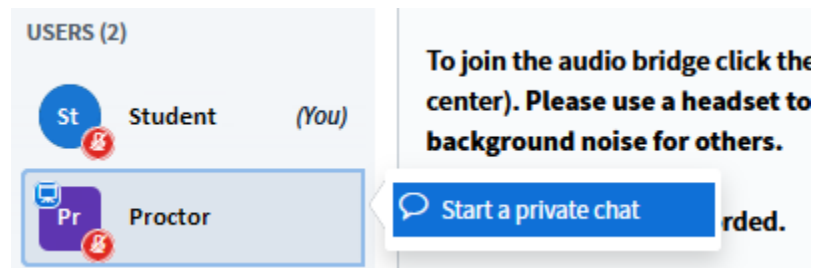 USERS (2)
St Student (You)
Pr Proctor
To join the audio bridge click the
center). Please use a headset to
background noise for others.
Start a private chat
rded.